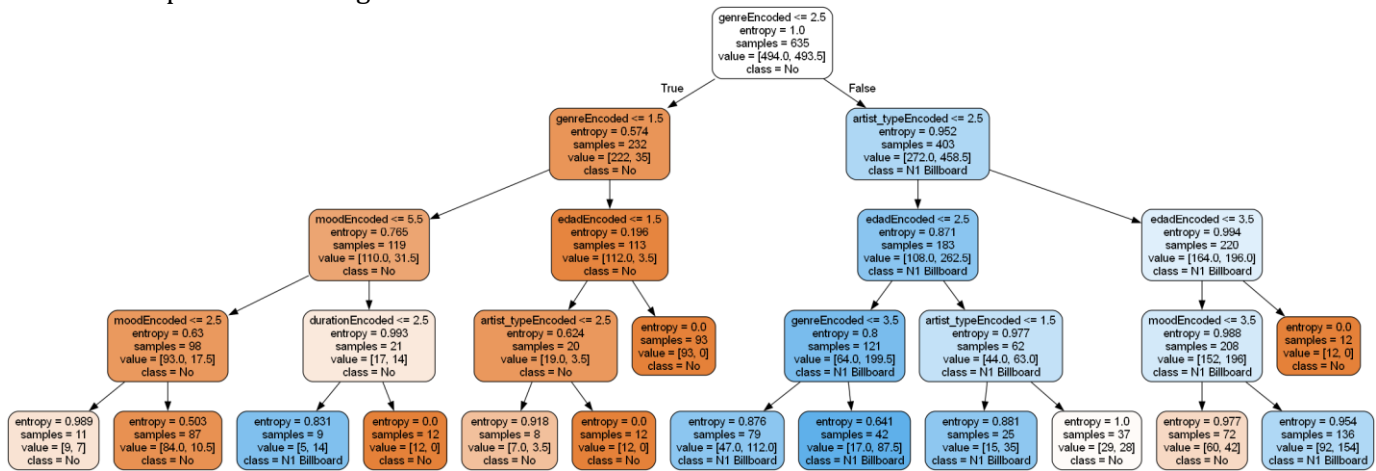 genreEncoded <= 2.5
entropy = 1.0
samples = 635
value = [494.0, 493.5]
class = No
True
False
genreEncoded <= 1.5
entropy = 0.574
samples = 232
value = [222, 35]
class = No
artist_typeEncoded <= 2.5
entropy = 0.952
samples = 403
value = [272.0, 458.5]
class = N1 Billboard
moodEncoded <= 5.5
entropy = 0.765
samples = 119
value = [110.0, 31.5]
class = No
edadEncoded <= 1.5
entropy = 0.196
samples = 113
value = [112.0, 3.5]
class = No
edadEncoded <= 2.5
entropy = 0.871
samples = 183
value = [108.0, 262.5]
class = N1 Billboard
edadEncoded <= 3.5
entropy = 0.994
samples = 220
value = [164.0, 196.0]
class = N1 Billboard
moodEncoded <= 2.5
entropy = 0.63
samples = 98
value = [93.0, 17.5]
class = No
durationEncoded <= 2.5
entropy = 0.993
samples = 21
value = [17, 14]
class = No
artist_typeEncoded <= 2.5
entropy = 0.624
samples = 20
value = [19.0, 3.5]
class = No
entropy = 0.0
samples = 93
value = [93, 0]
class = No
genreEncoded <= 3.5
entropy = 0.8
samples = 121
value = [64.0, 199.5]
class = N1 Billboard
artist_typeEncoded <= 1.5
entropy = 0.977
samples = 62
value = [44.0, 63.0]
class = N1 Billboard
moodEncoded <= 3.5
entropy = 0.988
samples = 208
value = [152, 196]
class = N1 Billboard
entropy = 0.0
samples = 12
value = [12, 0]
class = No
entropy = 0.989
samples = 11
value = [9, 7]
class = No
entropy = 0.503
samples = 87
value = [84.0, 10.5]
class = No
entropy = 0.831
samples = 9
value = [5, 14]
class = N1 Billboard
entropy = 0.0
samples = 12
value = [12, 0]
class = No
entropy = 0.918
samples = 8
value = [7.0, 3.5]
class = No
entropy = 0.0
samples = 12
value = [12, 0]
class = No
entropy = 0.876
samples = 79
value = [47.0, 112.0]
class = N1 Billboard
entropy = 0.641
samples = 42
value = [17.0, 87.5]
class = N1 Billboard
entropy = 0.881
samples = 25
value = [15, 35]
class = N1 Billboard
entropy = 1.0
samples = 37
value = [29, 28]
class = No
entropy = 0.977
samples = 72
value = [60, 42]
class = No
entropy = 0.954
samples = 136
value = [92, 154]
class = N1 Billboard